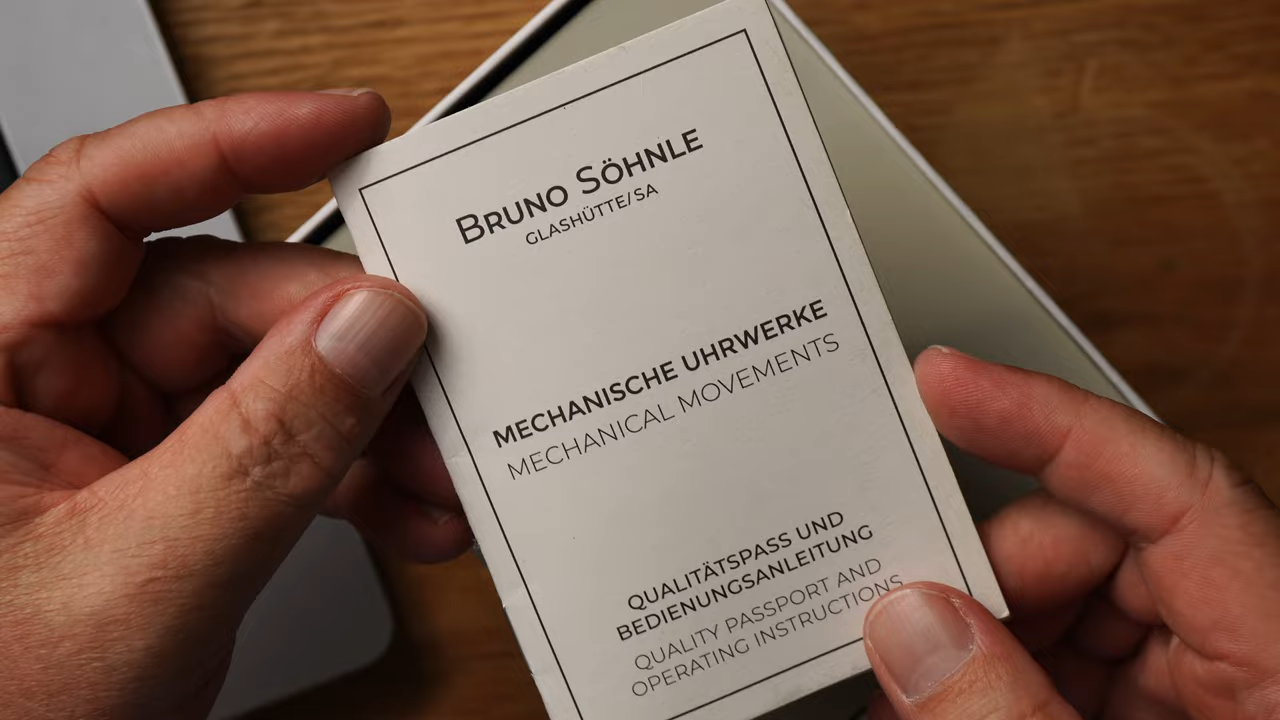 BRUNO SÖHNLE
GLASHÜTTE/SA
MECHANISCHE UHRWERKE
MECHANICAL MOVEMENTS
QUALITÄTSPASS UND
BEDIENUNGSANLEITUNG
QUALITY PASSPORT AND
OPERATING INSTRUCTIONS